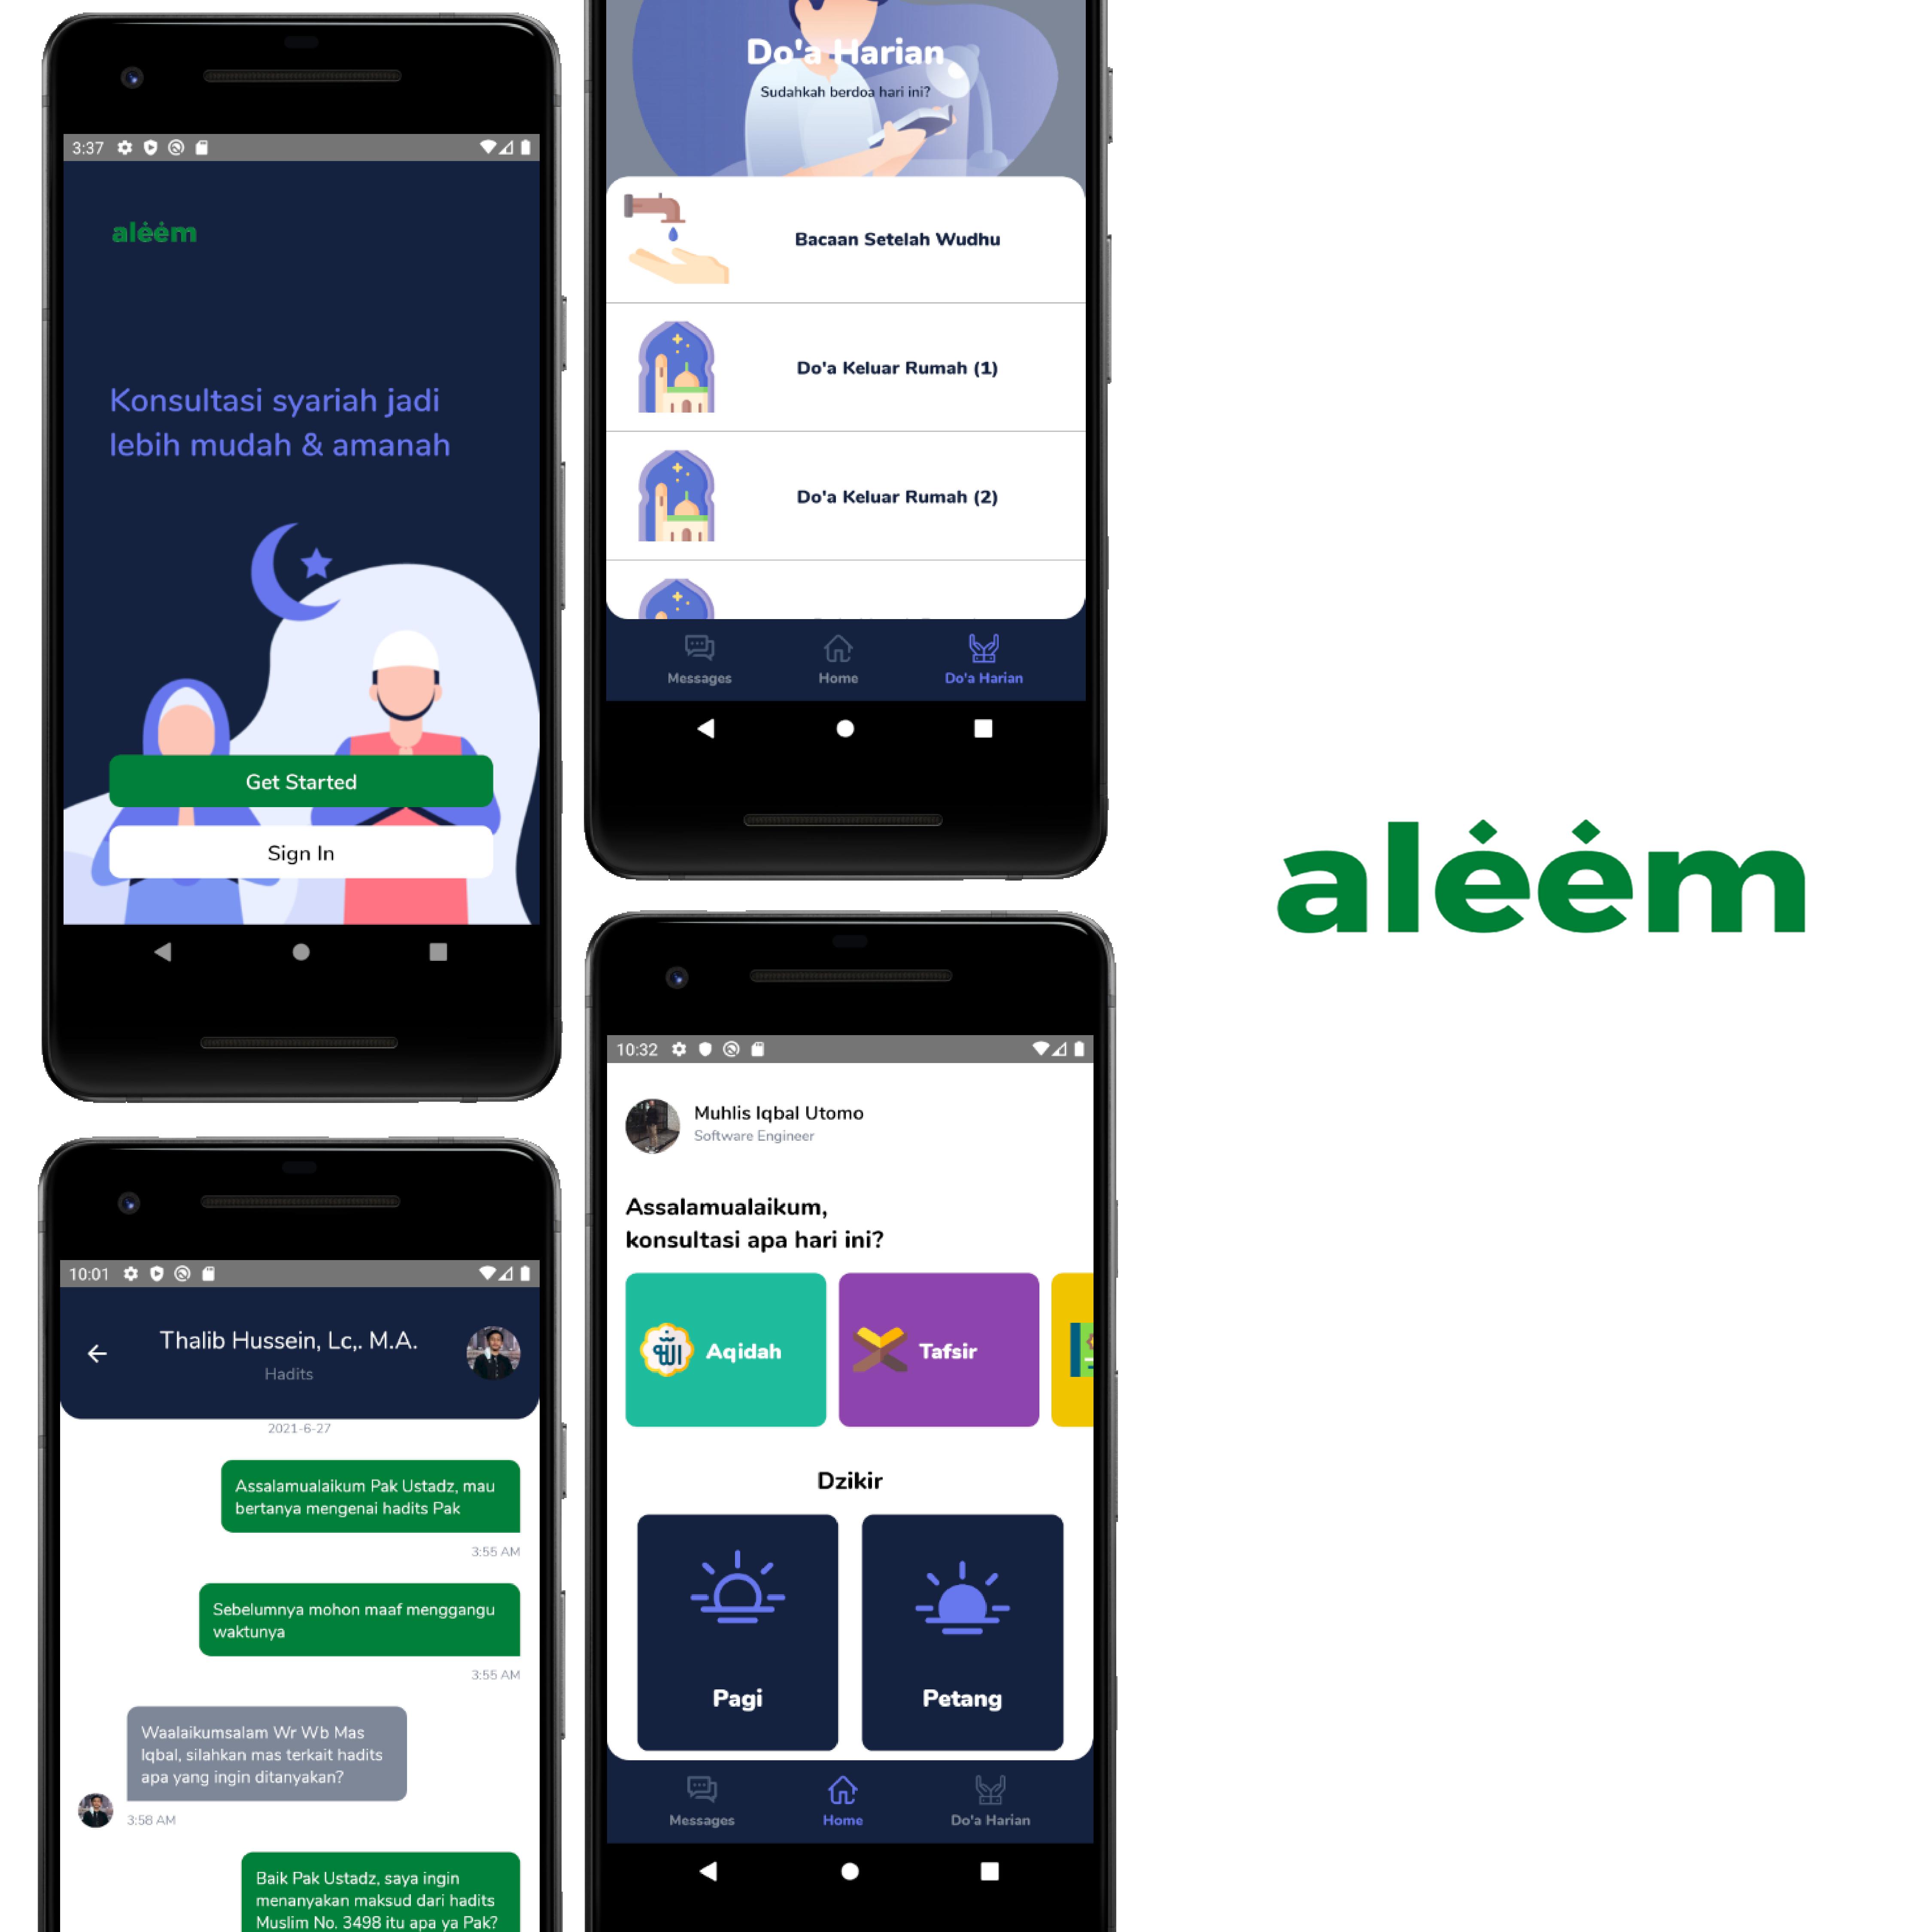 3:37
alėėm
Konsultasi syariah jadi
lebih mudah & amanah
Get Started
Sign In
Do'a Harian
Sudahkah berdoa hari ini?
Bacaan Setelah Wudhu
Do'a Keluar Rumah (1)
Do'a Keluar Rumah (2)
Messages
Home
Do'a Harian
alėėm
10:01
Thalib Hussein, Lc,. M.A.
Hadits
2021-6-27
Assalamualaikum Pak Ustadz, mau
bertanya mengenai hadits Pak
3:55 AM
Sebelumnya mohon maaf menggangu
waktunya
3:55 AM
Waalaikumsalam Wr Wb Mas
Iqbal, silahkan mas terkait hadits
apa yang ingin ditanyakan?
3:58 AM
Baik Pak Ustadz, saya ingin
menanyakan maksud dari hadits
Muslim No. 3498 itu apa ya Pak?
10:32
Muhlis Iqbal Utomo
Software Engineer
Assalamualaikum,
konsultasi apa hari ini?
الله
Aqidah
Tafsir
Dzikir
Pagi
Petang
Messages
Home
Do'a Harian